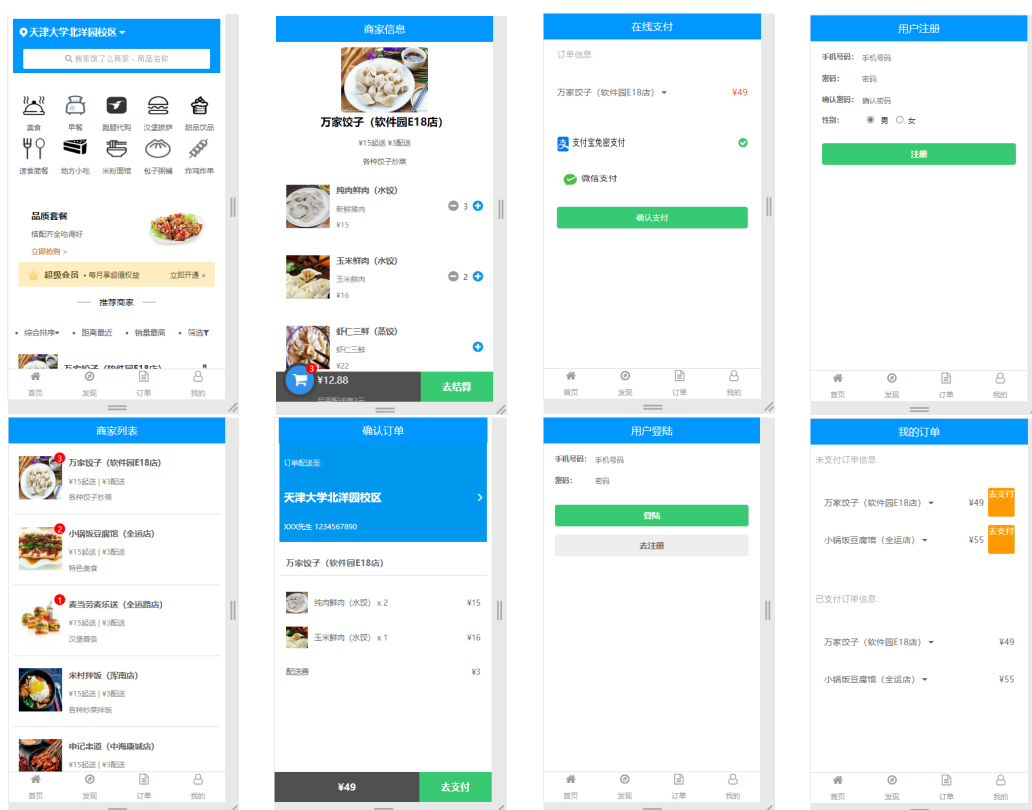 天津大学北洋园校区
搜索饿了么商家、商品名称
美食
早餐
跑腿代购
汉堡披萨
甜品饮品
速食简餐
地方小吃
米粉面馆
包子粥铺
炸鸡炸串
品质套餐
搭配齐全吃得好
立即抢购 >
超级会员 • 每月享超值权益
立即开通 >
推荐商家
综合排序
距离最近
销量最高
筛选
万家饺子（软件园E18店）
首页
发现
订单
我的
商家信息
万家饺子（软件园E18店）
¥15起送 ¥3配送
各种饺子炒菜
纯肉鲜肉（水饺）
新鲜猪肉
¥15
3
玉米鲜肉（水饺）
玉米鲜肉
¥16
2
虾仁三鲜（蒸饺）
虾仁三鲜
¥22
3
¥12.88
去结算
在线支付
订单信息:
万家饺子（软件园E18店）
¥49
支付宝免密支付
微信支付
确认支付
首页
发现
订单
我的
用户注册
手机号码:
手机号码
密码:
密码
确认密码:
确认密码
性别:
男
女
注册
首页
发现
订单
我的
商家列表
3
万家饺子（软件园E18店）
¥15起送 | ¥3配送
各种饺子炒菜
2
小锅饭豆腐馆（全运店）
¥15起送 | ¥3配送
特色美食
1
麦当劳麦乐送（全运路店）
¥15起送 | ¥3配送
汉堡薯条
米村拌饭（浑南店）
¥15起送 | ¥3配送
各种炒菜拌饭
申记串道（中海康城店）
¥15起送 | ¥3配送
首页
发现
订单
我的
确认订单
订单配送至:
天津大学北洋园校区
XXX先生 1234567890
万家饺子（软件园E18店）
纯肉鲜肉（水饺）x 2
¥15
玉米鲜肉（水饺）x 1
¥16
配送费
¥3
¥49
去支付
用户登陆
手机号码:
手机号码
密码:
密码
登陆
去注册
首页
发现
订单
我的
我的订单
未支付订单信息:
万家饺子（软件园E18店）
¥49
去支付
小锅饭豆腐馆（全运店）
¥55
去支付
已支付订单信息:
万家饺子（软件园E18店）
¥49
小锅饭豆腐馆（全运店）
¥55
首页
发现
订单
我的